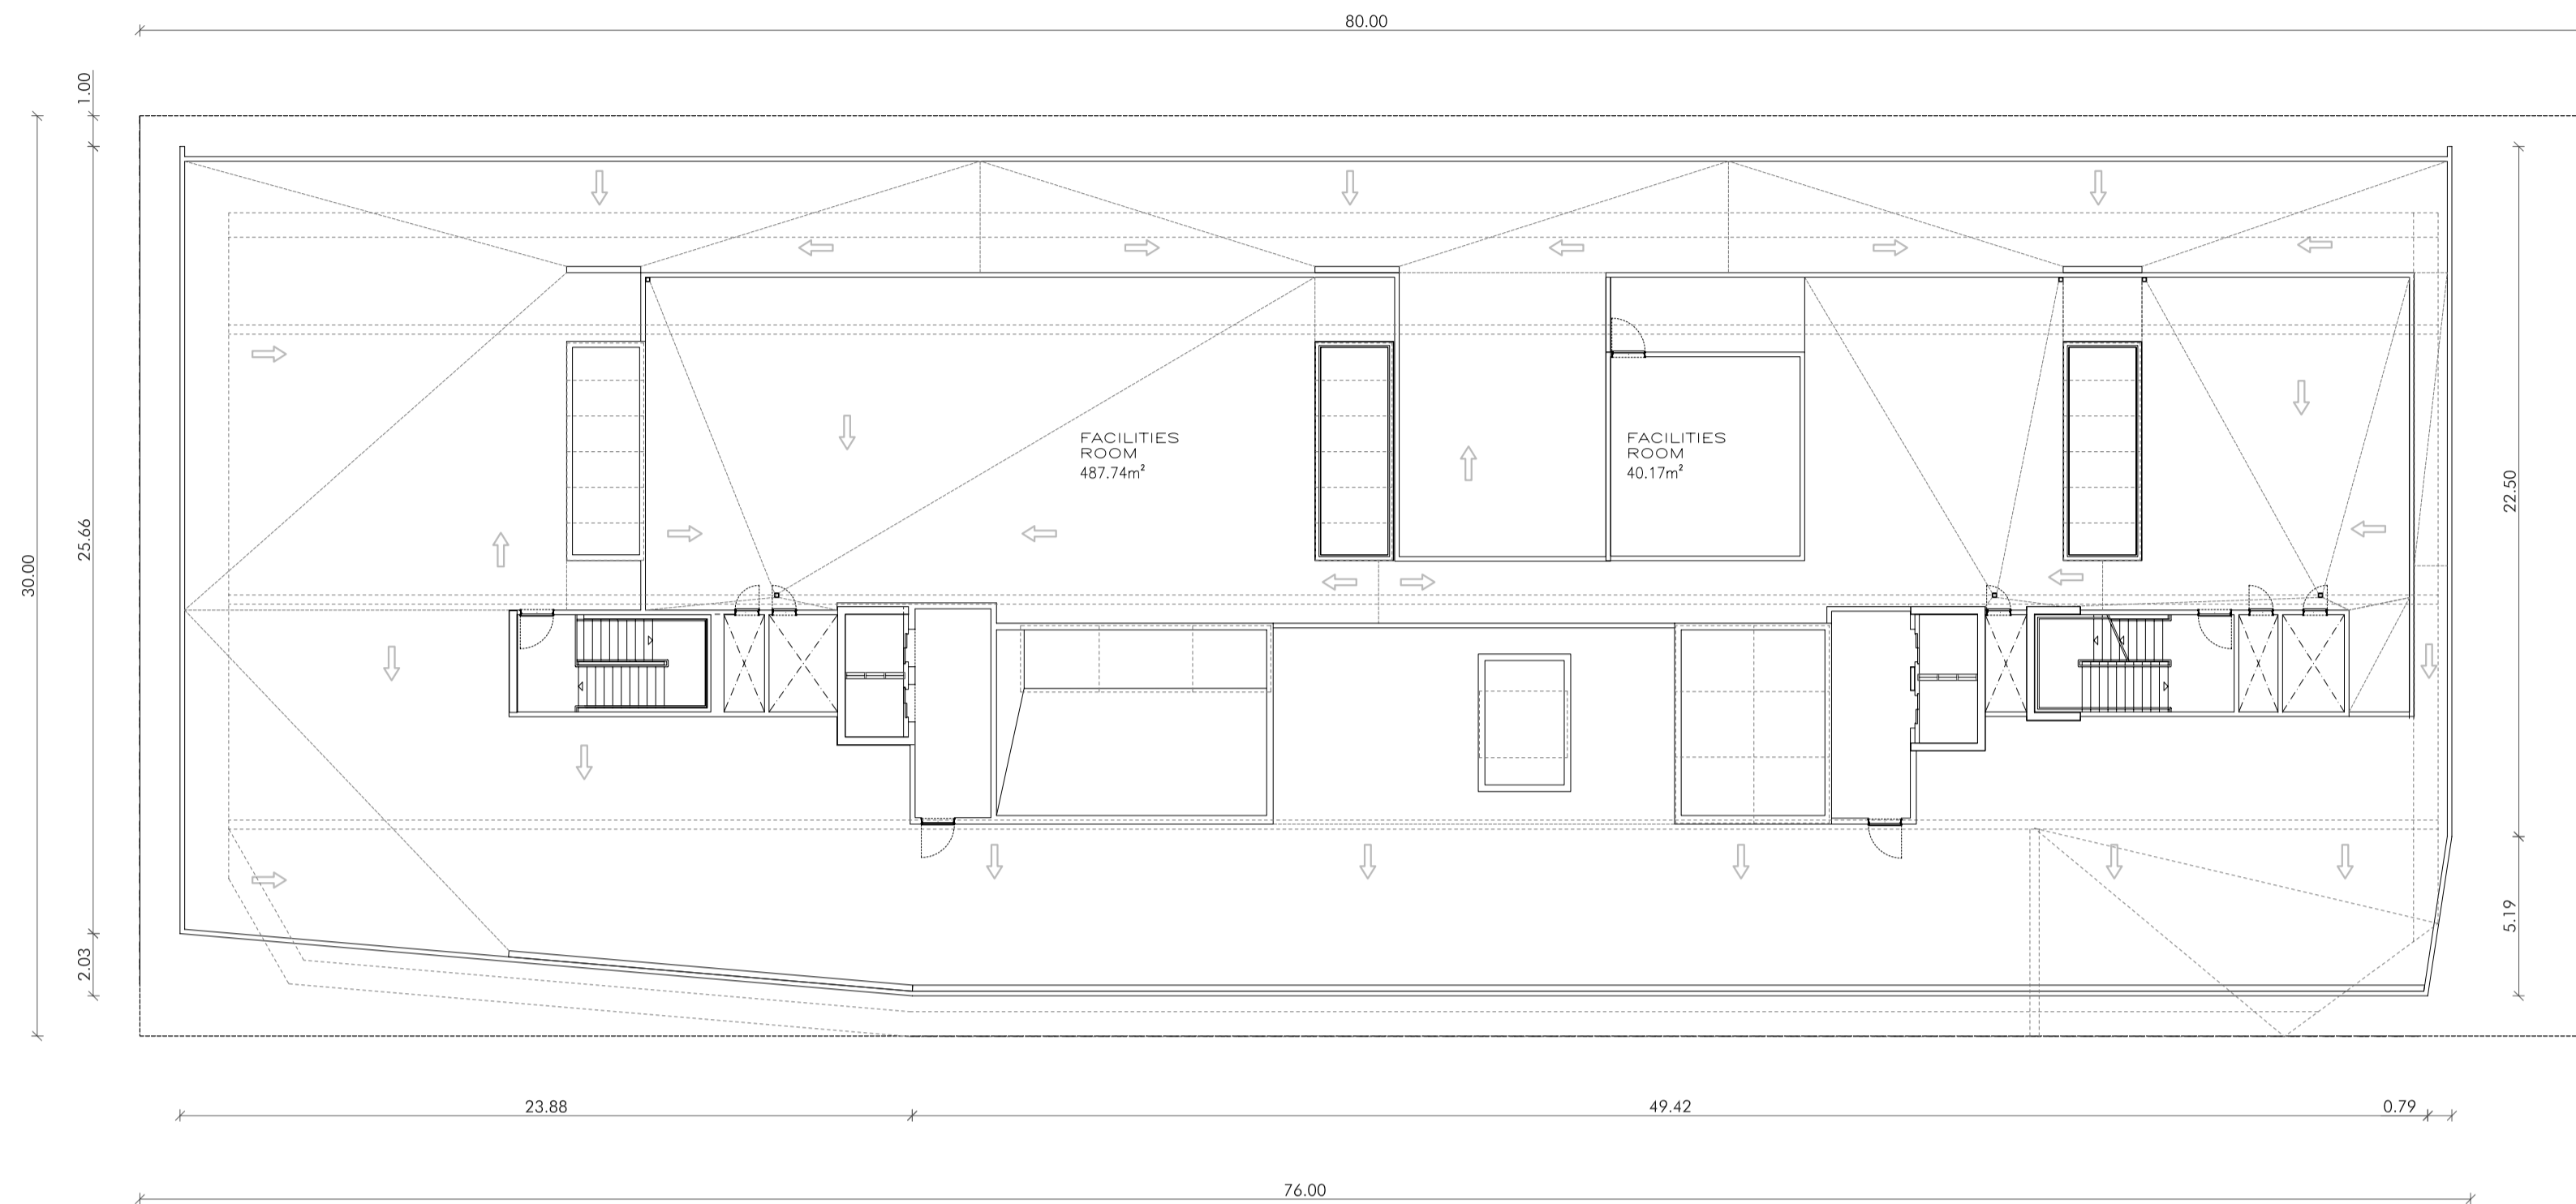 80.00
1.00
25.66
30.00
2.03
FACILITIES
ROOM
487.74m²
FACILITIES
ROOM
40.17m²
22.50
5.19
23.88
49.42
0.79
76.00